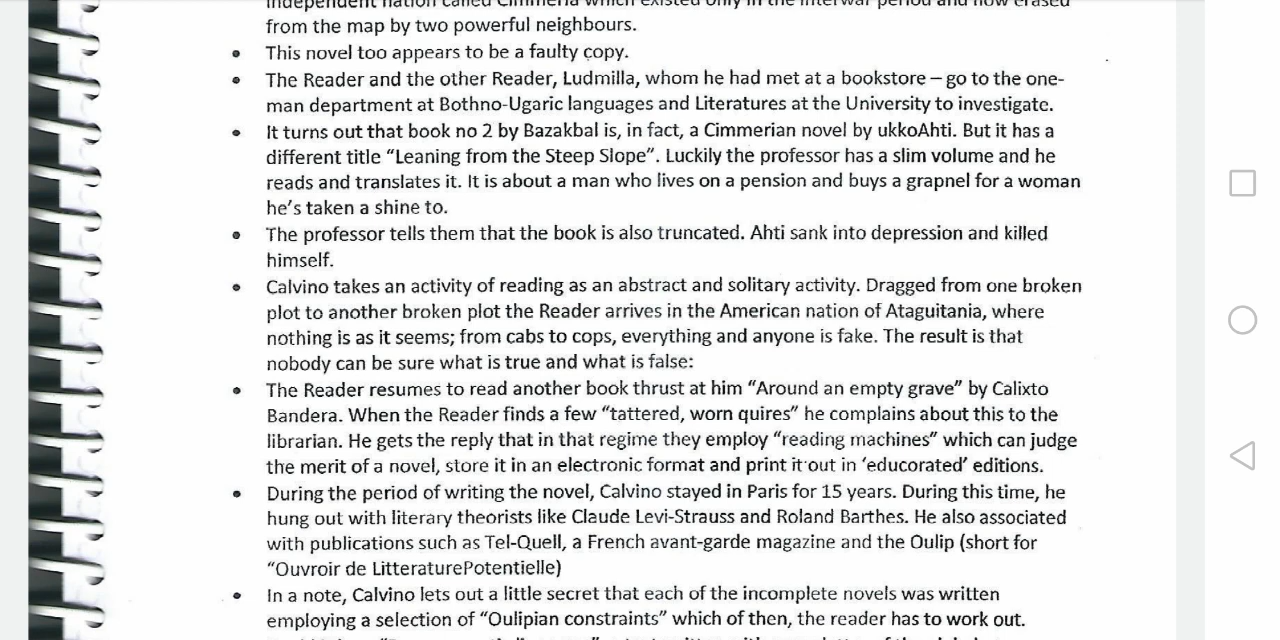 independent nation called Cimmeria which existed only in the interwar period and now erased
from the map by two powerful neighbours.
• This novel too appears to be a faulty copy.
• The Reader and the other Reader, Ludmilla, whom he had met at a bookstore – go to the one-
man department at Bothno-Ugaric languages and Literatures at the University to investigate.
• It turns out that book no 2 by Bazakbal is, in fact, a Cimmerian novel by ukkoAhti. But it has a
different title “Leaning from the Steep Slope”. Luckily the professor has a slim volume and he
reads and translates it. It is about a man who lives on a pension and buys a grapnel for a woman
he’s taken a shine to.
• The professor tells them that the book is also truncated. Ahti sank into depression and killed
himself.
• Calvino takes an activity of reading as an abstract and solitary activity. Dragged from one broken
plot to another broken plot the Reader arrives in the American nation of Ataguitania, where
nothing is as it seems; from cabs to cops, everything and anyone is fake. The result is that
nobody can be sure what is true and what is false:
• The Reader resumes to read another book thrust at him “Around an empty grave” by Calixto
Bandera. When the Reader finds a few “tattered, worn quires” he complains about this to the
librarian. He gets the reply that in that regime they employ “reading machines” which can judge
the merit of a novel, store it in an electronic format and print it out in ‘educorated’ editions.
• During the period of writing the novel, Calvino stayed in Paris for 15 years. During this time, he
hung out with literary theorists like Claude Levi-Strauss and Roland Barthes. He also associated
with publications such as Tel-Quell, a French avant-garde magazine and the Oulip (short for
“Ouvroir de LitteraturePotentielle)
• In a note, Calvino lets out a little secret that each of the incomplete novels was written
employing a selection of “Oulipian constraints” which of then, the reader has to work out.